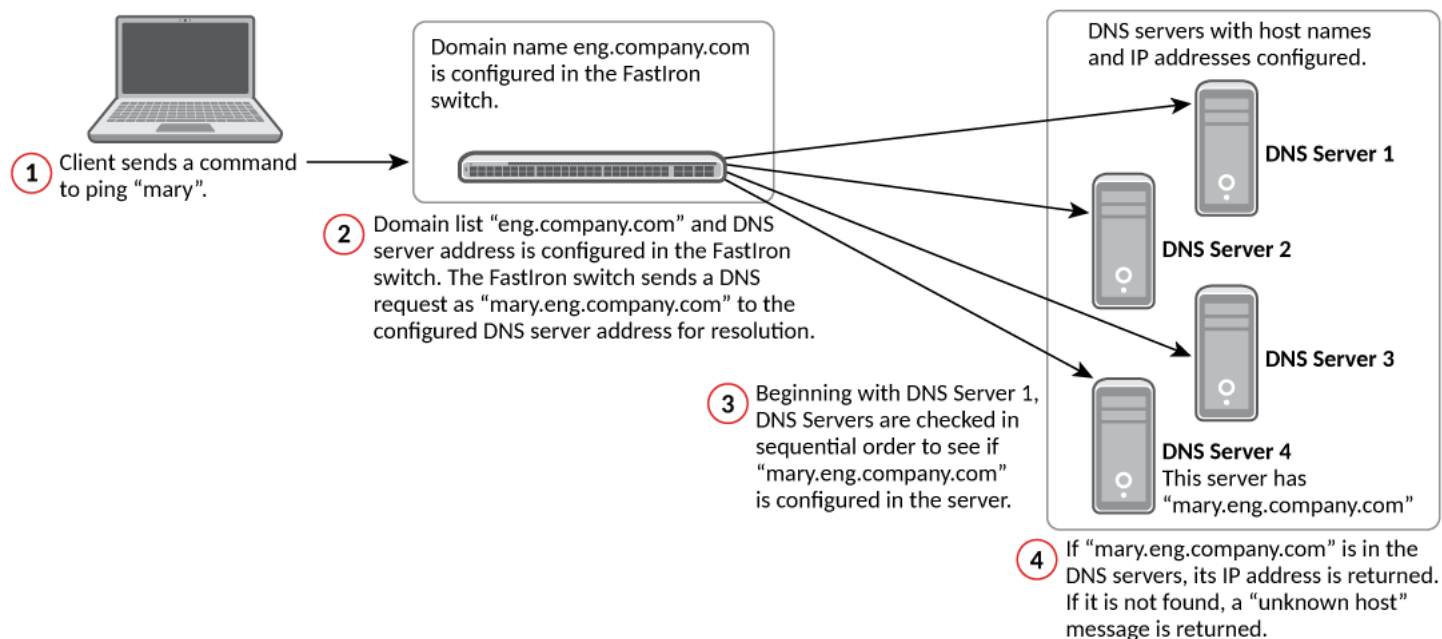 Domain name eng.company.com
is configured in the FastIron
switch.
DNS servers with host names
and IP addresses configured.
1
Client sends a command
to ping “mary”.
DNS Server 1
2
Domain list “eng.company.com” and DNS
server address is configured in the FastIron
switch. The FastIron switch sends a DNS
request as “mary.eng.company.com” to the
configured DNS server address for resolution.
DNS Server 2
DNS Server 3
3
Beginning with DNS Server 1,
DNS Servers are checked in
sequential order to see if
“mary.eng.company.com”
is configured in the server.
DNS Server 4
This server has
“mary.eng.company.com”
4
If “mary.eng.company.com” is in the
DNS servers, its IP address is returned.
If it is not found, a “unknown host”
message is returned.